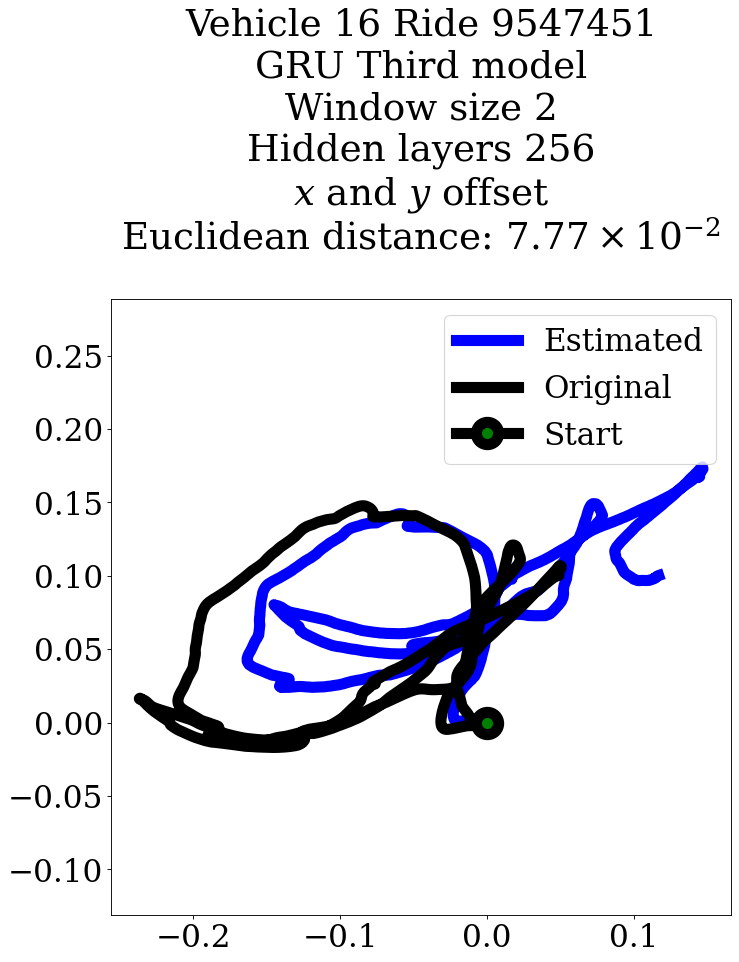 Vehicle 16 Ride 9547451
GRU Third model
Window size 2
Hidden layers 256
x and y offset
Euclidean distance: 7.77 × 10⁻²
Estimated
Original
Start
0.25
0.20
0.15
0.10
0.05
0.00
−0.05
−0.10
−0.2
−0.1
0.0
0.1